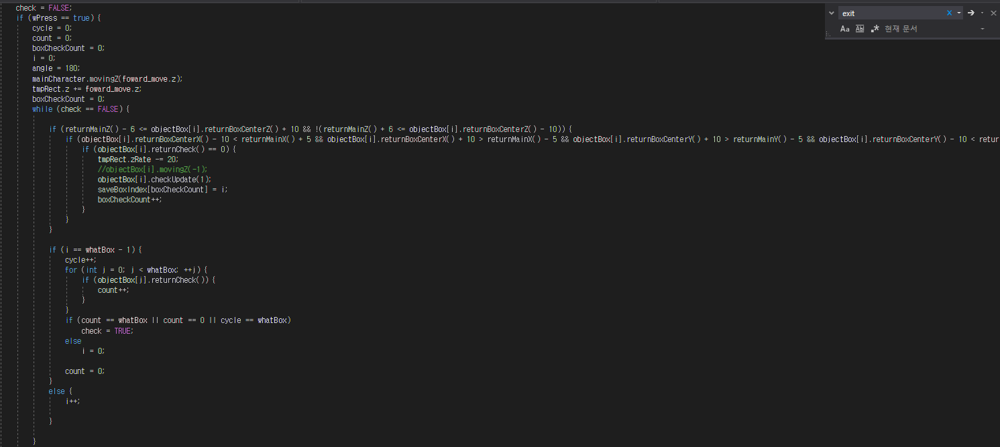 check = FALSE;
if (wPress == true) {
cycle = 0;
count = 0;
boxCheckCount = 0;
i = 0;
angle = 180;
mainCharacter.movingZ(foward_move.z);
tmpRect.z += foward_move.z;
boxCheckCount = 0;
while (check == FALSE) {
if (returnMainZ() - 6 <= objectBox[i].returnBoxCenterZ() + 10 && !(returnMainZ() + 6 <= objectBox[i].returnBoxCenterZ() - 10)) {
if (objectBox[i].returnBoxCenterX() - 10 < returnMainX() + 5 && objectBox[i].returnBoxCenterX() + 10 > returnMainX() - 5 && objectBox[i].returnBoxCenterY() + 10 > returnMainY() - 5 && objectBox[i].returnBoxCenterY() - 10 < retur
if (objectBox[i].returnCheck() == 0) {
tmpRect.zRate -= 20;
//objectBox[i].movingZ(-1);
objectBox[i].checkUpdate(1);
saveBoxIndex[boxCheckCount] = i;
boxCheckCount++;
}
}
}
if (i == whatBox - 1) {
cycle++;
for (int j = 0; j < whatBox; ++j) {
if (objectBox[j].returnCheck()) {
count++;
}
}
if (count == whatBox || count == 0 || cycle == whatBox)
check = TRUE;
else
i = 0;
count = 0;
}
else {
i++;
}
}
exit
Aa Ab 현재 문서